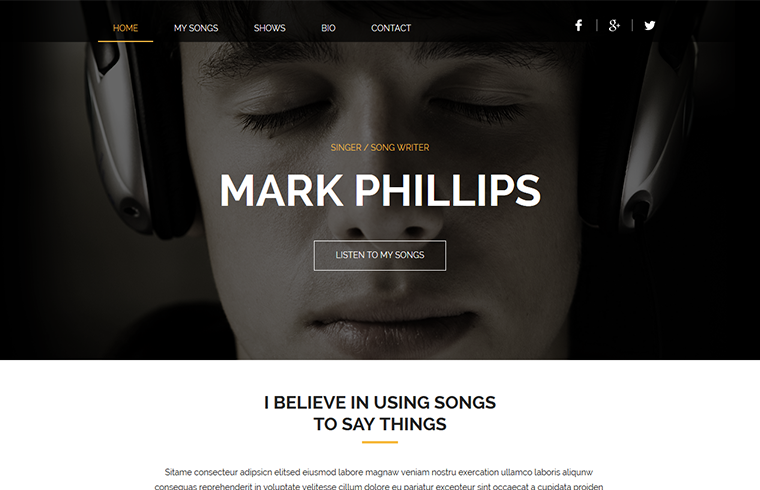 HOME MY SONGS SHOWS BIO CONTACT
SINGER / SONG WRITER
MARK PHILLIPS
LISTEN TO MY SONGS
I BELIEVE IN USING SONGS
TO SAY THINGS
Sitame consecteur adipsicn elitsed eiusmod labore magnaw veniam nostru exercation ullamco laboris aliqunw
consequas reprehenderit in voluptate velitesse cillum dolore eu pariatur excepteur sint occaecat a cupidata proiden